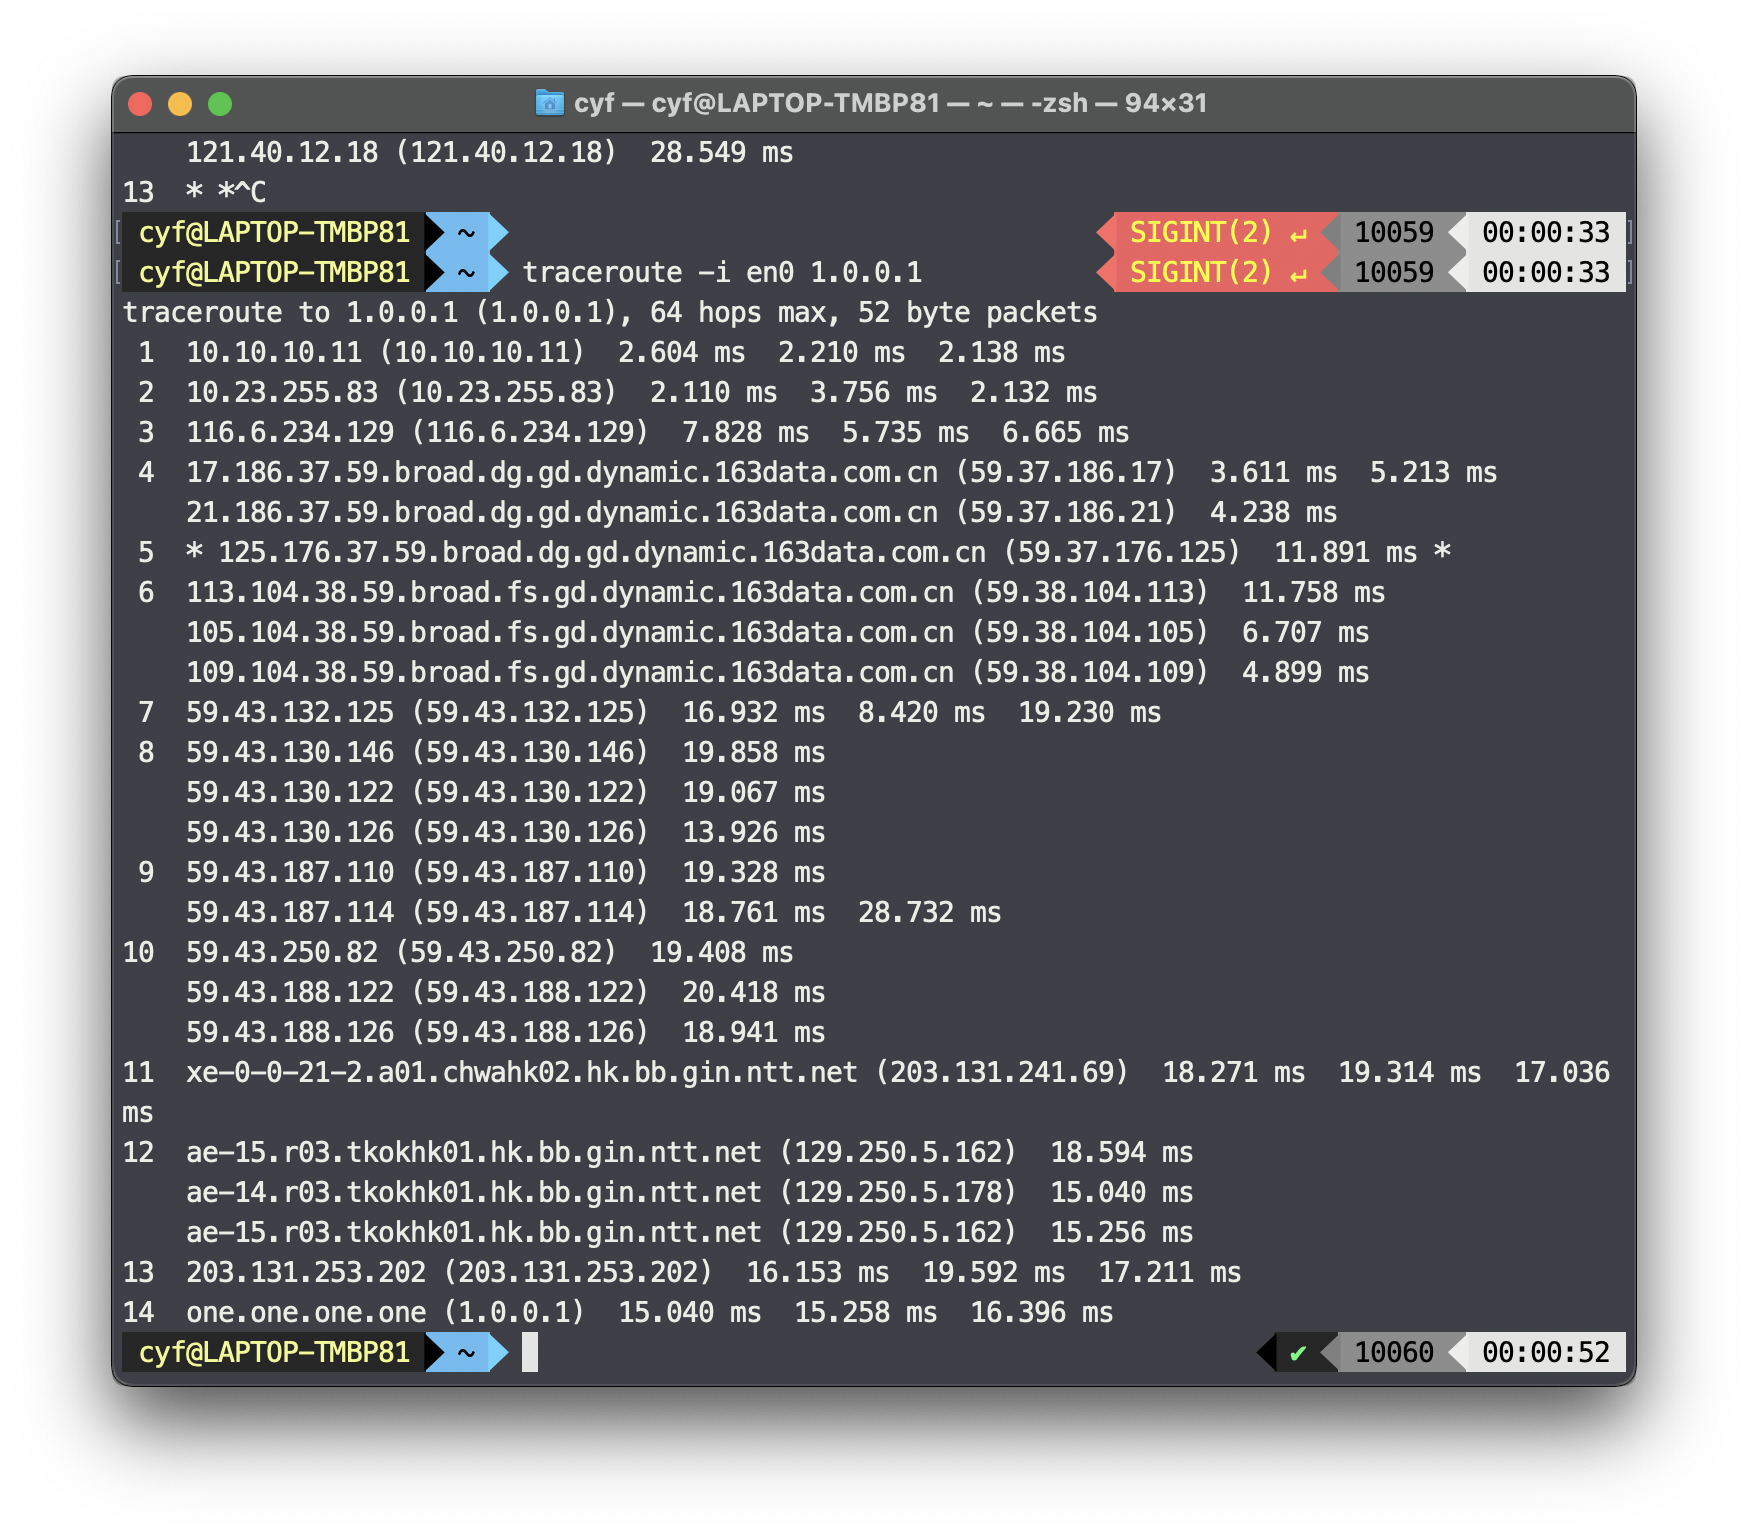 cyf — cyf@LAPTOP-TMBP81 — ~ — -zsh — 94×31
    121.40.12.18 (121.40.12.18)  28.549 ms
13  * *^C
cyf@LAPTOP-TMBP81 ~ SIGINT(2) ↵ 10059 00:00:33
cyf@LAPTOP-TMBP81 ~ traceroute -i en0 1.0.0.1 SIGINT(2) ↵ 10059 00:00:33
traceroute to 1.0.0.1 (1.0.0.1), 64 hops max, 52 byte packets
 1  10.10.10.11 (10.10.10.11)  2.604 ms  2.210 ms  2.138 ms
 2  10.23.255.83 (10.23.255.83)  2.110 ms  3.756 ms  2.132 ms
 3  116.6.234.129 (116.6.234.129)  7.828 ms  5.735 ms  6.665 ms
 4  17.186.37.59.broad.dg.gd.dynamic.163data.com.cn (59.37.186.17)  3.611 ms  5.213 ms
    21.186.37.59.broad.dg.gd.dynamic.163data.com.cn (59.37.186.21)  4.238 ms
 5  * 125.176.37.59.broad.dg.gd.dynamic.163data.com.cn (59.37.176.125)  11.891 ms *
 6  113.104.38.59.broad.fs.gd.dynamic.163data.com.cn (59.38.104.113)  11.758 ms
    105.104.38.59.broad.fs.gd.dynamic.163data.com.cn (59.38.104.105)  6.707 ms
    109.104.38.59.broad.fs.gd.dynamic.163data.com.cn (59.38.104.109)  4.899 ms
 7  59.43.132.125 (59.43.132.125)  16.932 ms  8.420 ms  19.230 ms
 8  59.43.130.146 (59.43.130.146)  19.858 ms
    59.43.130.122 (59.43.130.122)  19.067 ms
    59.43.130.126 (59.43.130.126)  13.926 ms
 9  59.43.187.110 (59.43.187.110)  19.328 ms
    59.43.187.114 (59.43.187.114)  18.761 ms  28.732 ms
10  59.43.250.82 (59.43.250.82)  19.408 ms
    59.43.188.122 (59.43.188.122)  20.418 ms
    59.43.188.126 (59.43.188.126)  18.941 ms
11  xe-0-0-21-2.a01.chwahk02.hk.bb.gin.ntt.net (203.131.241.69)  18.271 ms  19.314 ms  17.036
ms
12  ae-15.r03.tkokhk01.hk.bb.gin.ntt.net (129.250.5.162)  18.594 ms
    ae-14.r03.tkokhk01.hk.bb.gin.ntt.net (129.250.5.178)  15.040 ms
    ae-15.r03.tkokhk01.hk.bb.gin.ntt.net (129.250.5.162)  15.256 ms
13  203.131.253.202 (203.131.253.202)  16.153 ms  19.592 ms  17.211 ms
14  one.one.one.one (1.0.0.1)  15.040 ms  15.258 ms  16.396 ms
cyf@LAPTOP-TMBP81 ~ ✔ 10060 00:00:52